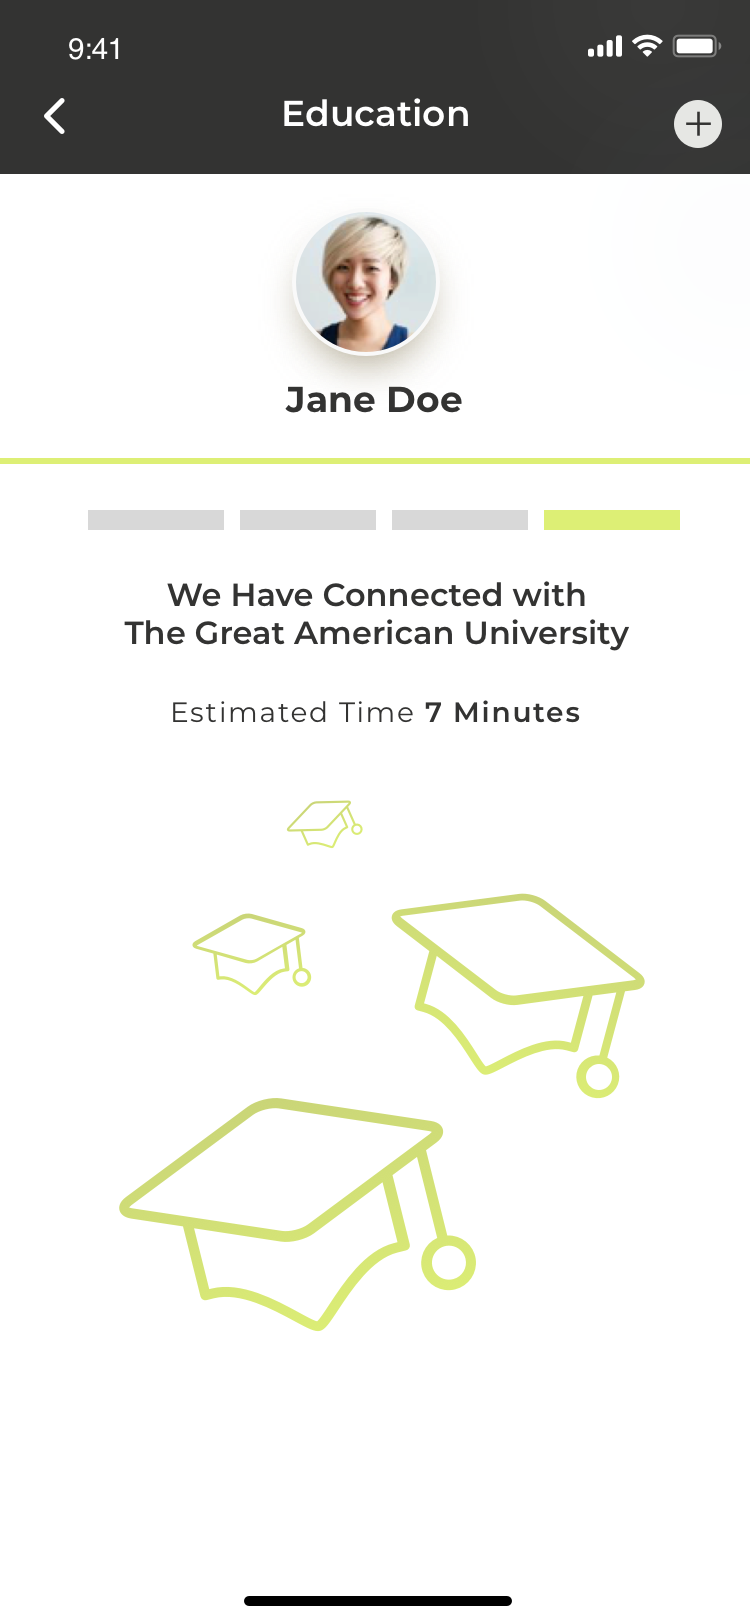 9:41
Education
Jane Doe
We Have Connected with
The Great American University
Estimated Time 7 Minutes